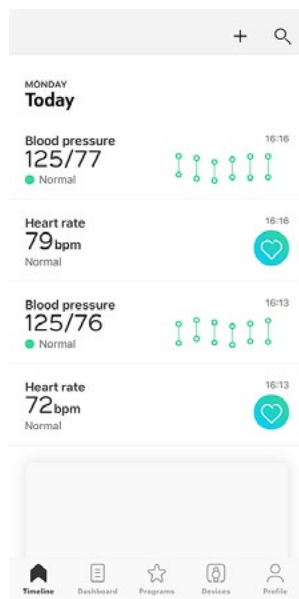 MONDAY
Today
Blood pressure
16:16
125/77
Normal
Heart rate
16:16
79bpm
Normal
Blood pressure
16:13
125/76
Normal
Heart rate
16:13
72bpm
Normal
Timeline Dashboard Programs Devices Profile